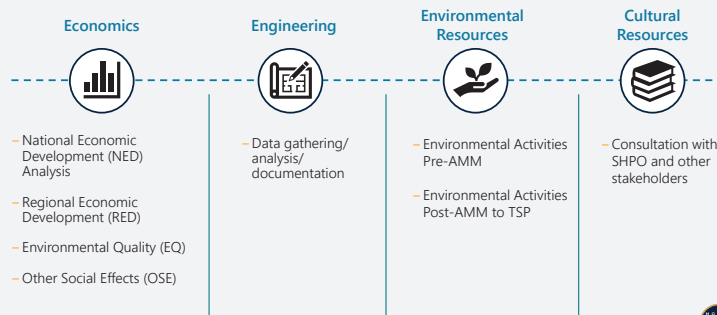 Economics
– National Economic
Development (NED)
Analysis
– Regional Economic
Development (RED)
– Environmental Quality (EQ)
– Other Social Effects (OSE)
Engineering
– Data gathering/
analysis/
documentation
Environmental
Resources
– Environmental Activities
Pre-AMM
– Environmental Activities
Post-AMM to TSP
Cultural
Resources
– Consultation with
SHPO and other
stakeholders